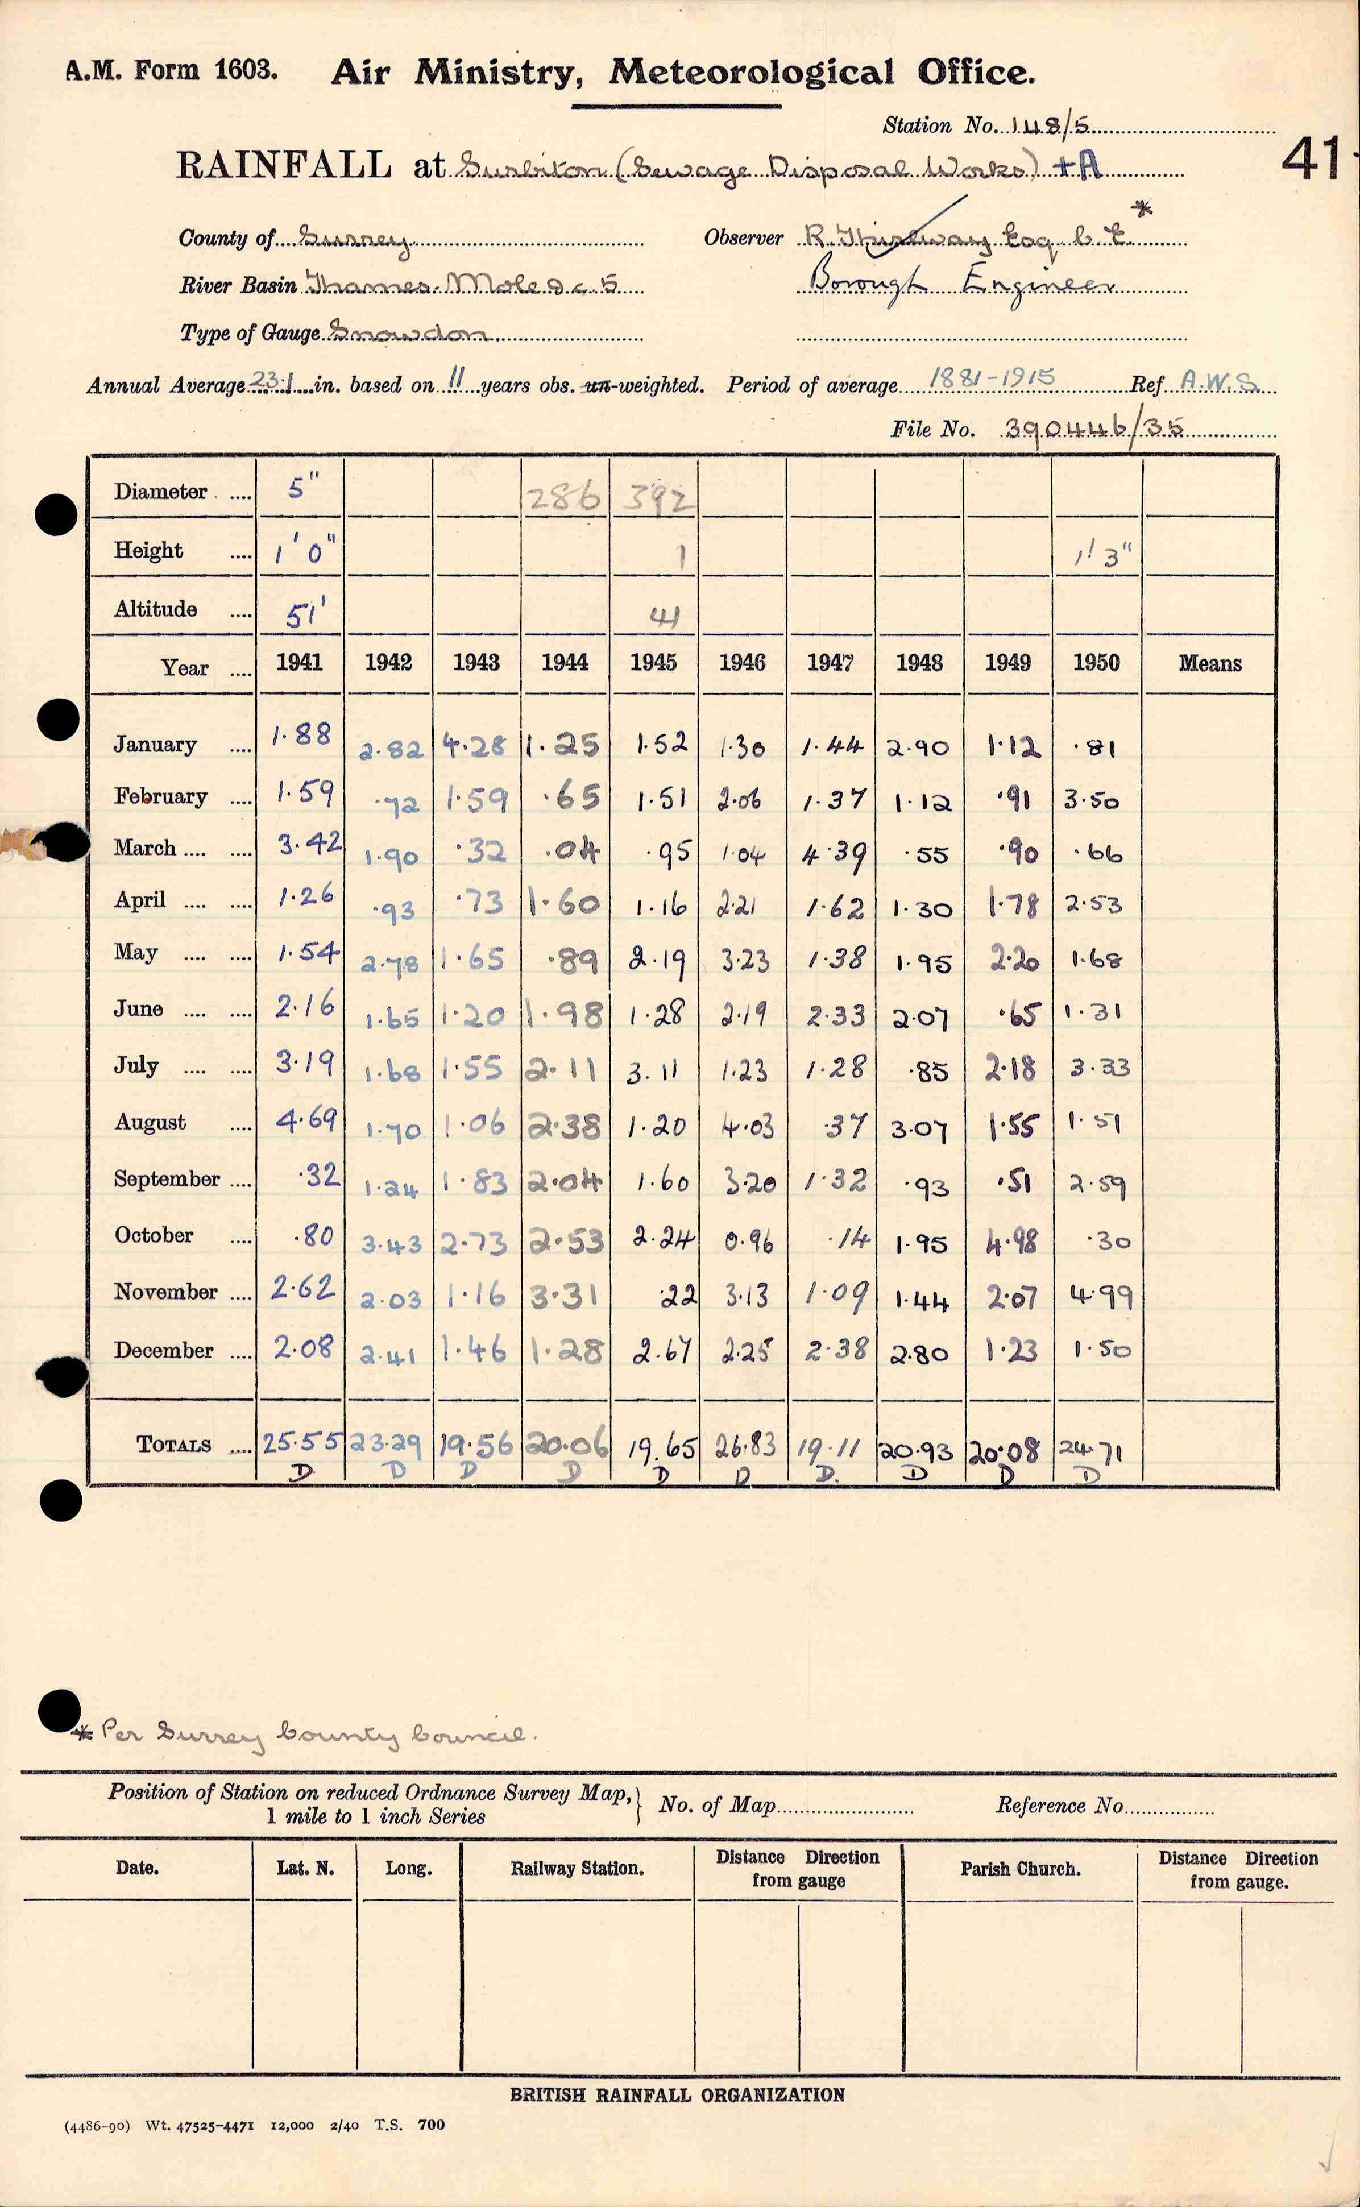 A.M. Form 1603. Air Ministry, Meteorological Office.
Station No. 148/5
41
RAINFALL at Surbiton (Sewage Disposal Works) +A
County of Surrey Observer R. Thirlway Esq C.E. *
River Basin Thames. Mole &c. 5 Borough Engineer
Type of Gauge Snowdon.
Annual Average 23.1 in. based on 11 years obs. un-weighted. Period of average 1881-1915 Ref. A.W.S.
File No. 390446/35
Diameter .... 5" 286 392
Height .... 1' 0" 1 1' 3"
Altitude .... 51' 41
Year .... 1941 1942 1943 1944 1945 1946 1947 1948 1949 1950 Means
January .... 1.88 2.82 4.28 1.25 1.52 1.30 1.44 2.90 1.12 .81
February .... 1.59 .72 1.59 .65 1.51 2.06 1.37 1.12 .91 3.50
March .... .... 3.42 1.90 .32 .04 .95 1.04 4.39 .55 .90 .66
April .... .... 1.26 .93 .73 1.60 1.16 2.21 1.62 1.30 1.78 2.53
May .... .... 1.54 2.78 1.65 .89 2.19 3.23 1.38 1.95 2.20 1.68
June .... .... 2.16 1.65 1.20 1.98 1.28 2.19 2.33 2.07 .65 1.31
July .... .... 3.19 1.68 1.55 2.11 3.11 1.23 1.28 .85 2.18 3.33
August .... 4.69 1.70 1.06 2.38 1.20 4.03 .37 3.07 1.55 1.51
September .... .32 1.24 1.83 2.04 1.60 3.20 1.32 .93 .51 2.59
October .... .80 3.43 2.73 2.53 2.24 0.96 .14 1.95 4.98 .30
November .... 2.62 2.03 1.16 3.31 .22 3.13 1.09 1.44 2.07 4.99
December .... 2.08 2.41 1.46 1.28 2.67 2.25 2.38 2.80 1.23 1.50
TOTALS .... 25.55 23.29 19.56 20.06 19.65 26.83 19.11 20.93 20.08 24.71
D D D D D D D. D D D
* Per Surrey County Council.
Position of Station on reduced Ordnance Survey Map, } No. of Map Reference No.
1 mile to 1 inch Series
Date. Lat. N. Long. Railway Station. Distance Direction Parish Church. Distance Direction
from gauge from gauge.
BRITISH RAINFALL ORGANIZATION
(4486-90) Wt. 47525-4471 12,000 2/40 T.S. 700